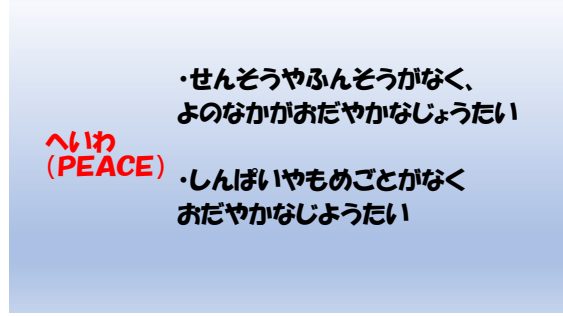 へいわ
（PEACE）
・せんそうやふんそうがなく、
よのなかがおだやかなじょうたい
・しんぱいやもめごとがなく
おだやかなじようたい